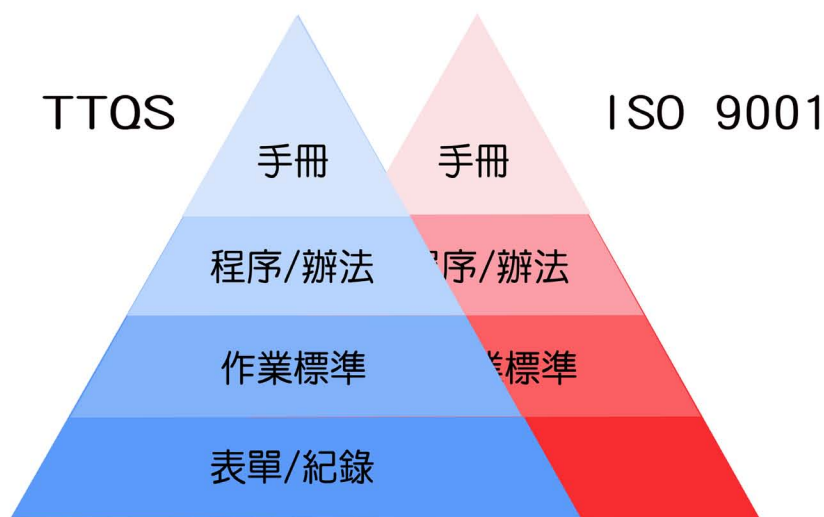 TTQS
ISO 9001
手冊
手冊
程序/辦法
序/辦法
作業標準
標準
表單/紀錄